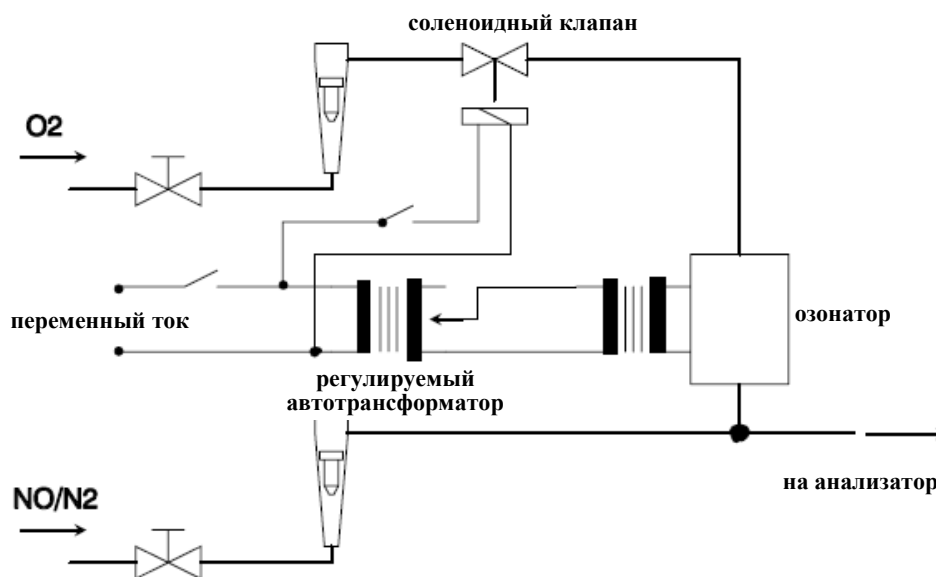 соленоидный клапан
O2
переменный ток
озонатор
регулируемый
автотрансформатор
на анализатор
NO/N2